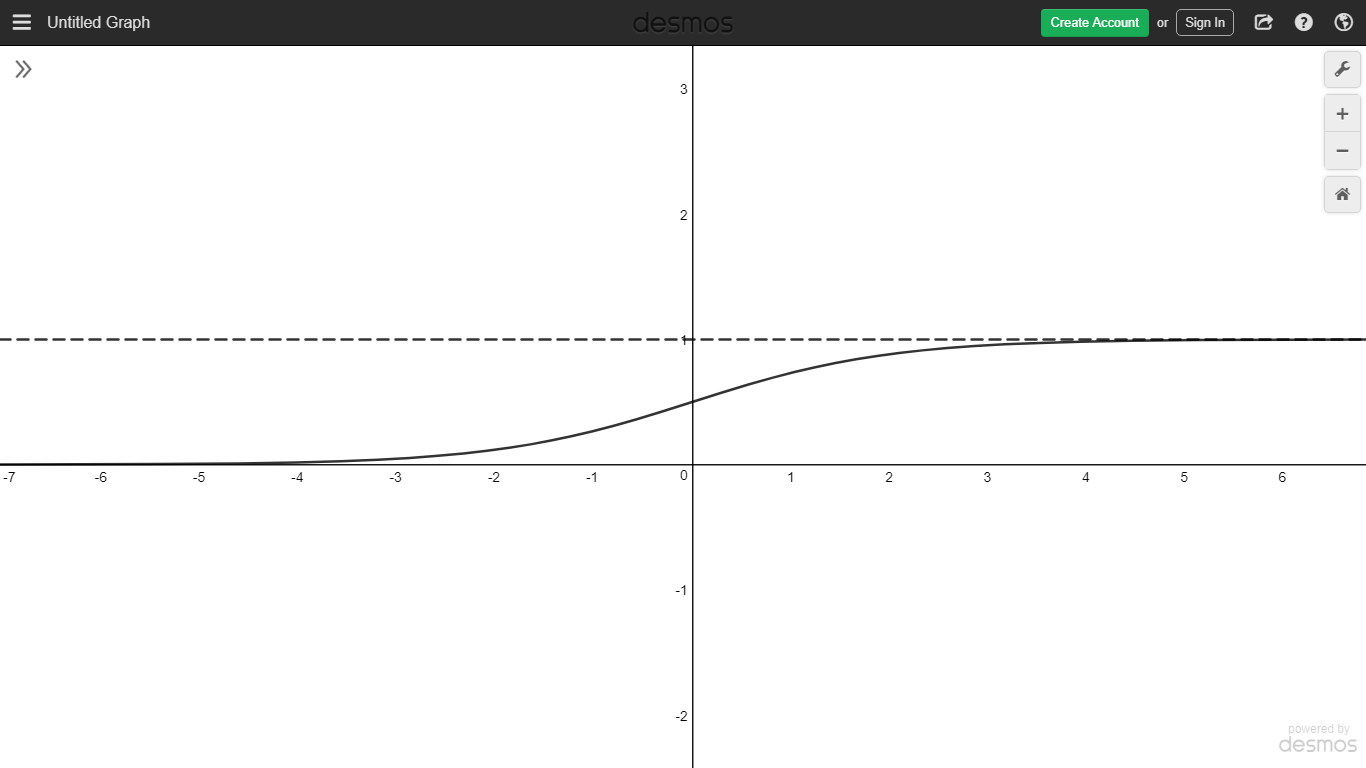 Untitled Graph
desmos
Create Account or Sign In
3
2
1
-7 -6 -5 -4 -3 -2 -1 0 1 2 3 4 5 6
-1
-2
powered by
desmos